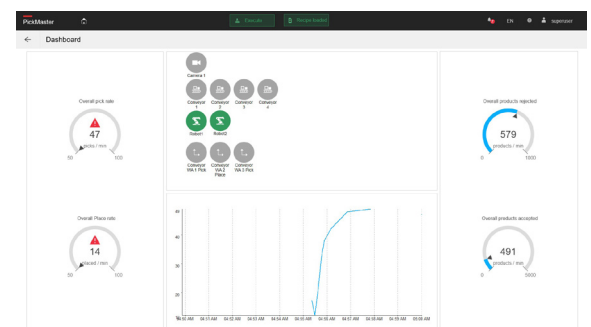 PickMaster
Execute
Recipe loaded
EN
superuser
Dashboard
Overall pick rate
47
picks / min
50
100
Overall Place rate
14
placed / min
50
100
Camera 1
Conveyor 1
Conveyor 2
Conveyor 3
Conveyor 4
Robot1
Robot2
Conveyor WA 1 Pick
Conveyor WA 2 Place
Conveyor WA 3 Pick
40
30
20
04:51 AM 04:52 AM 04:53 AM 04:54 AM 04:55 AM 04:56 AM 04:57 AM 04:58 AM 04:59 AM 05:00 AM
Overall products rejected
579
products / min
0
1000
Overall products accepted
491
products / min
0
5000